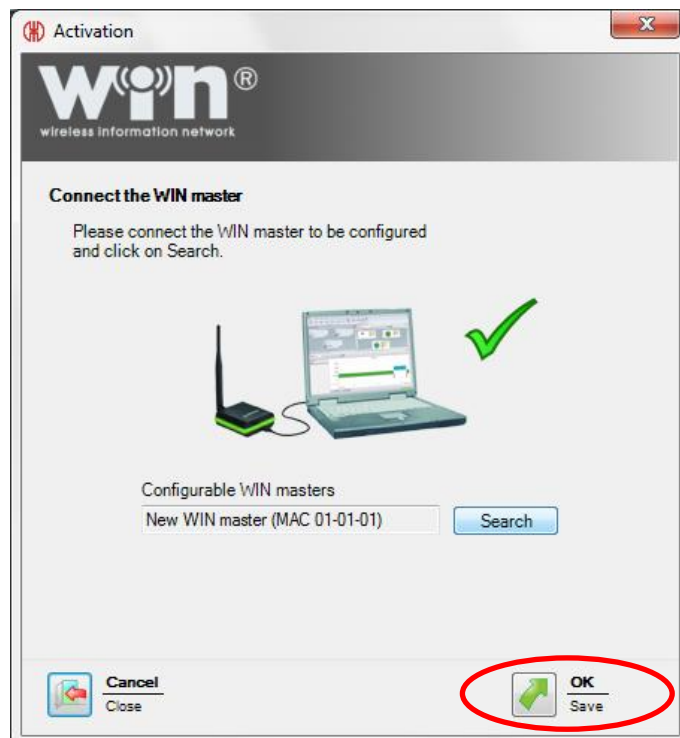 Activation
WIN®
wireless information network
Connect the WIN master
Please connect the WIN master to be configured
and click on Search.
Configurable WIN masters
New WIN master (MAC 01-01-01)
Search
Cancel
Close
OK
Save